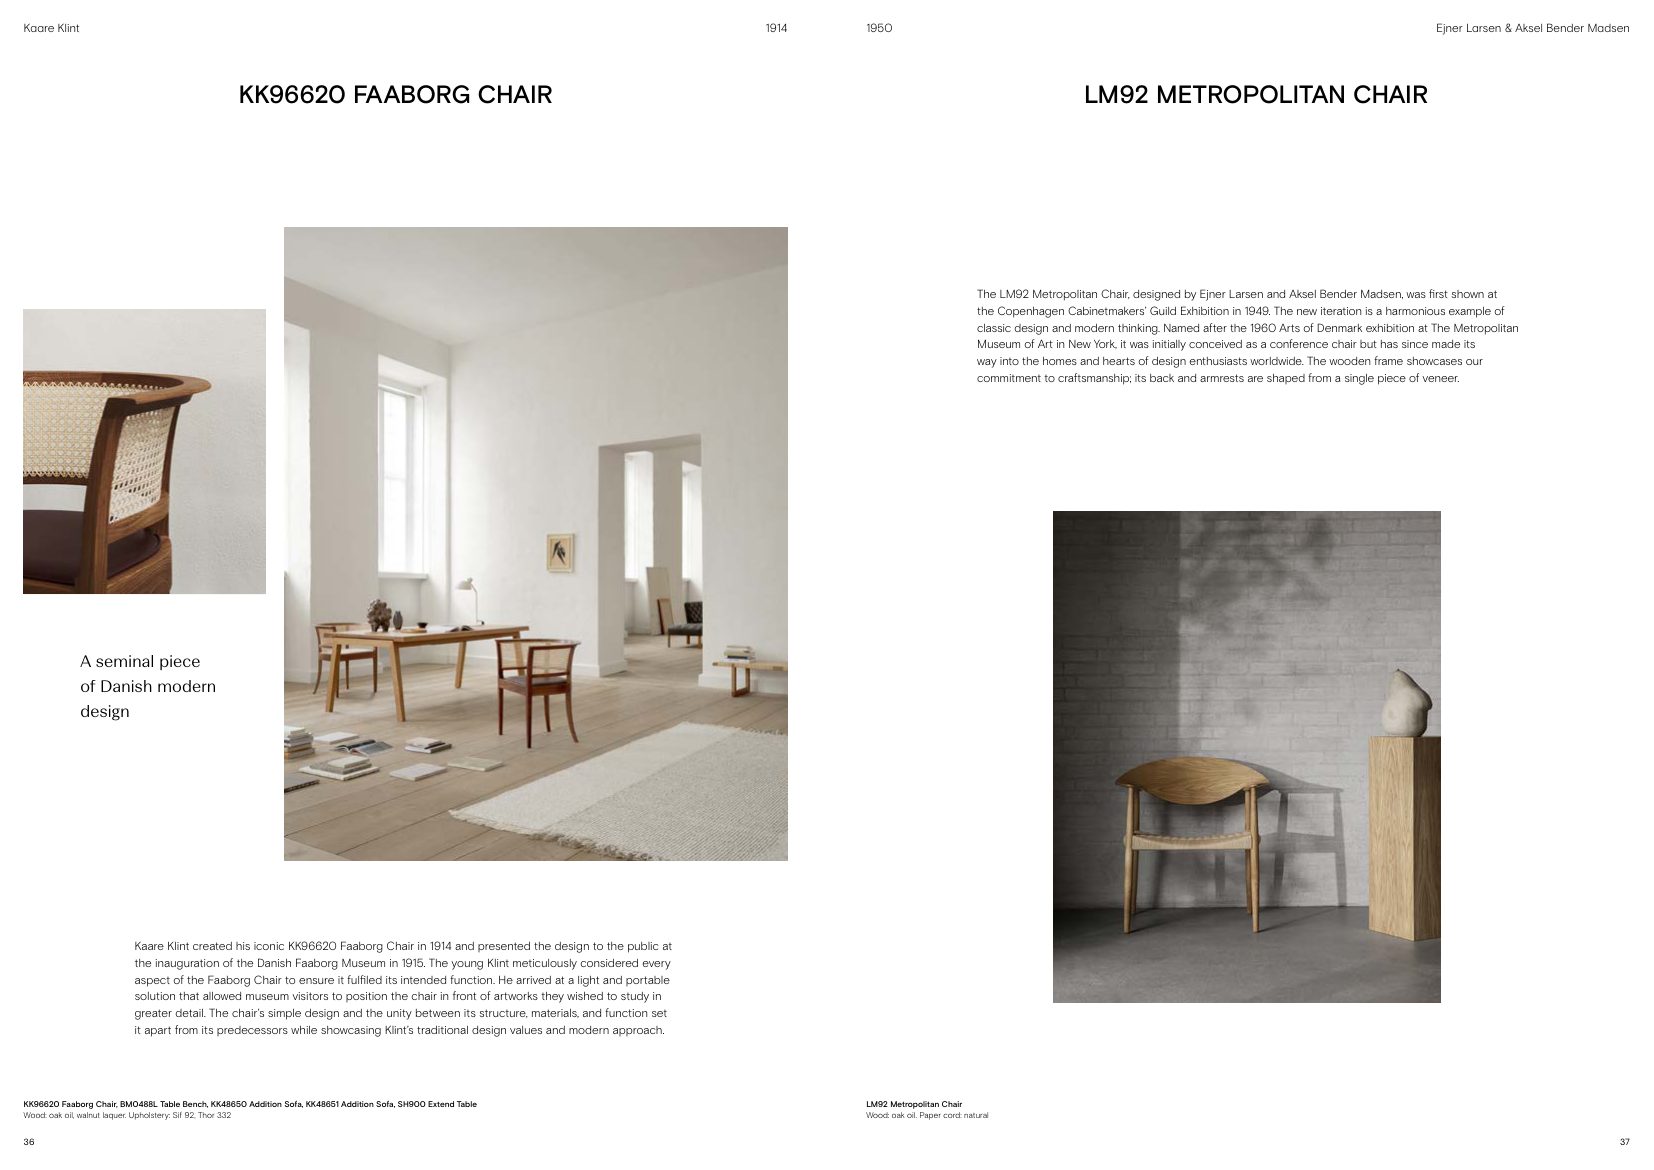 Kaare Klint
1914
KK96620 FAABORG CHAIR
A seminal piece
of Danish modern
design
Kaare Klint created his iconic KK96620 Faaborg Chair in 1914 and presented the design to the public at
the inauguration of the Danish Faaborg Museum in 1915. The young Klint meticulously considered every
aspect of the Faaborg Chair to ensure it fulfiled its intended function. He arrived at a light and portable
solution that allowed museum visitors to position the chair in front of artworks they wished to study in
greater detail. The chair's simple design and the unity between its structure, materials, and function set
it apart from its predecessors while showcasing Klint's traditional design values and modern approach.
KK96620 Faaborg Chair, BM0488L Table Bench, KK48650 Addition Sofa, KK48651 Addition Sofa, SH900 Extend Table
Wood: oak oil, walnut laquer. Upholstery: Sif 92, Thor 332
36
1950
Ejner Larsen & Aksel Bender Madsen
LM92 METROPOLITAN CHAIR
The LM92 Metropolitan Chair, designed by Ejner Larsen and Aksel Bender Madsen, was first shown at
the Copenhagen Cabinetmakers' Guild Exhibition in 1949. The new iteration is a harmonious example of
classic design and modern thinking. Named after the 1960 Arts of Denmark exhibition at The Metropolitan
Museum of Art in New York, it was initially conceived as a conference chair but has since made its
way into the homes and hearts of design enthusiasts worldwide. The wooden frame showcases our
commitment to craftsmanship; its back and armrests are shaped from a single piece of veneer.
LM92 Metropolitan Chair
Wood: oak oil. Paper cord: natural
37